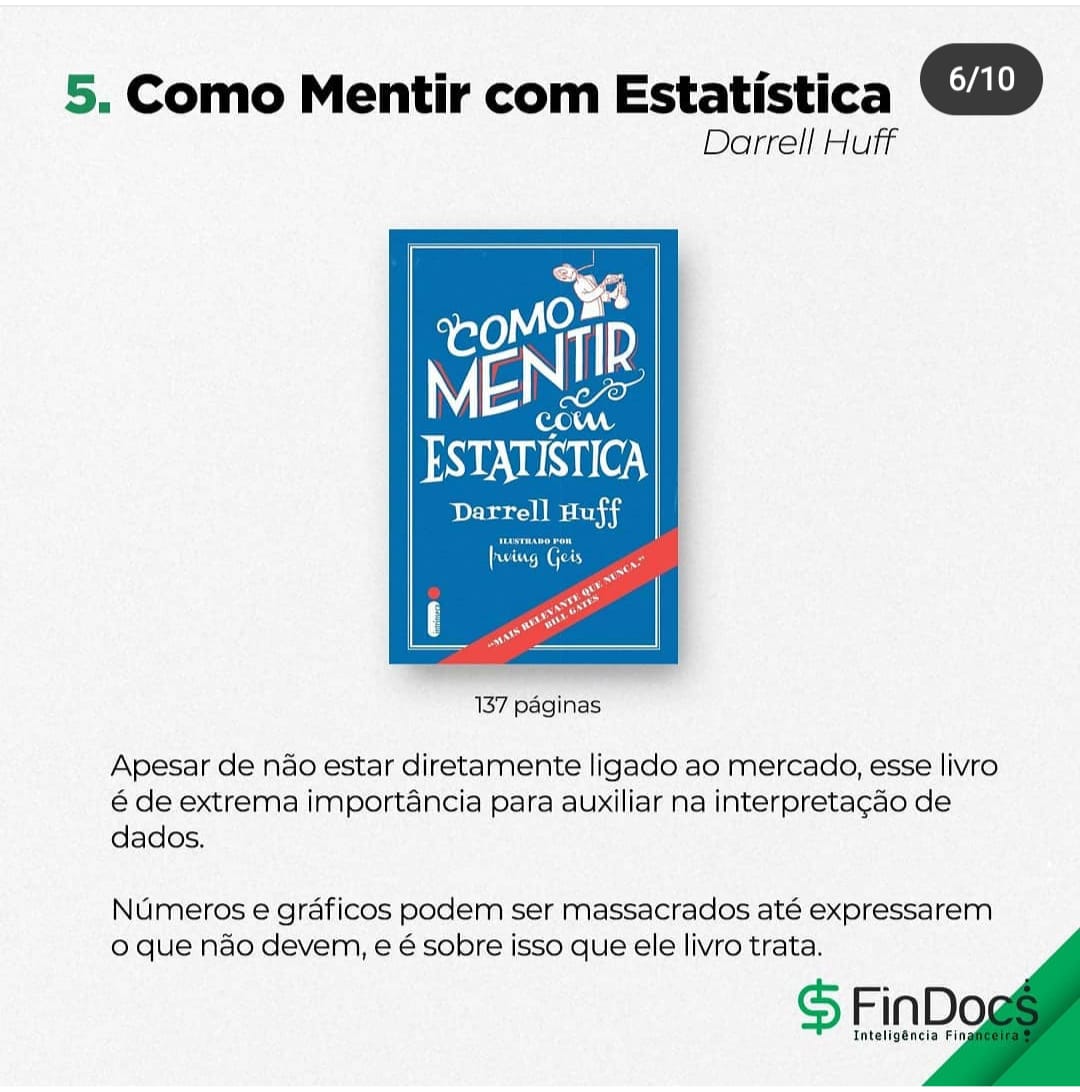 5. Como Mentir com Estatística
6/10
Darrell Huff
COMO
MENTIR
com
ESTATÍSTICA
Darrell Huff
ILUSTRADO POR
Irving Geis
intrínseca
“MAIS RELEVANTE QUE NUNCA.”
BILL GATES
137 páginas
Apesar de não estar diretamente ligado ao mercado, esse livro
é de extrema importância para auxiliar na interpretação de
dados.
Números e gráficos podem ser massacrados até expressarem
o que não devem, e é sobre isso que ele livro trata.
FinDocs
Inteligência Financeira